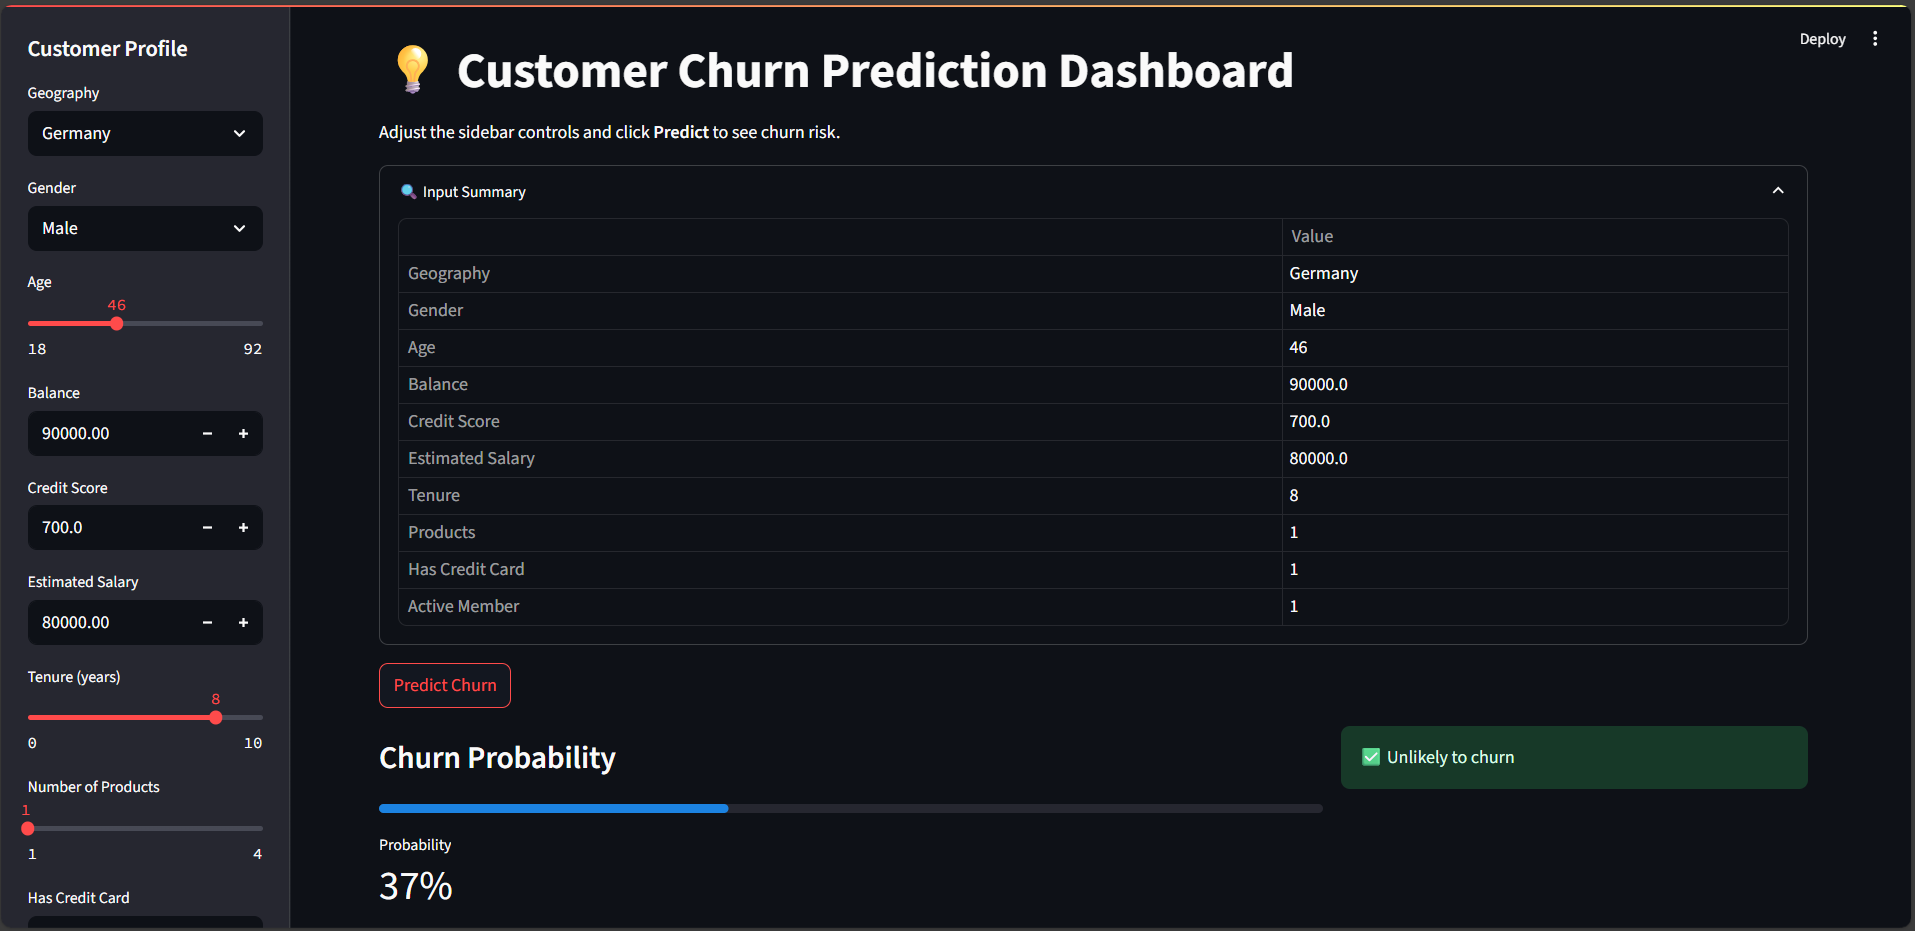 Customer Profile
Geography
Germany
Gender
Male
Age
46
18 92
Balance
90000.00
Credit Score
700.0
Estimated Salary
80000.00
Tenure (years)
8
0 10
Number of Products
1
1 4
Has Credit Card
Deploy
Customer Churn Prediction Dashboard
Adjust the sidebar controls and click Predict to see churn risk.
Input Summary
Value
Geography Germany
Gender Male
Age 46
Balance 90000.0
Credit Score 700.0
Estimated Salary 80000.0
Tenure 8
Products 1
Has Credit Card 1
Active Member 1
Predict Churn
Churn Probability
Unlikely to churn
Probability
37%